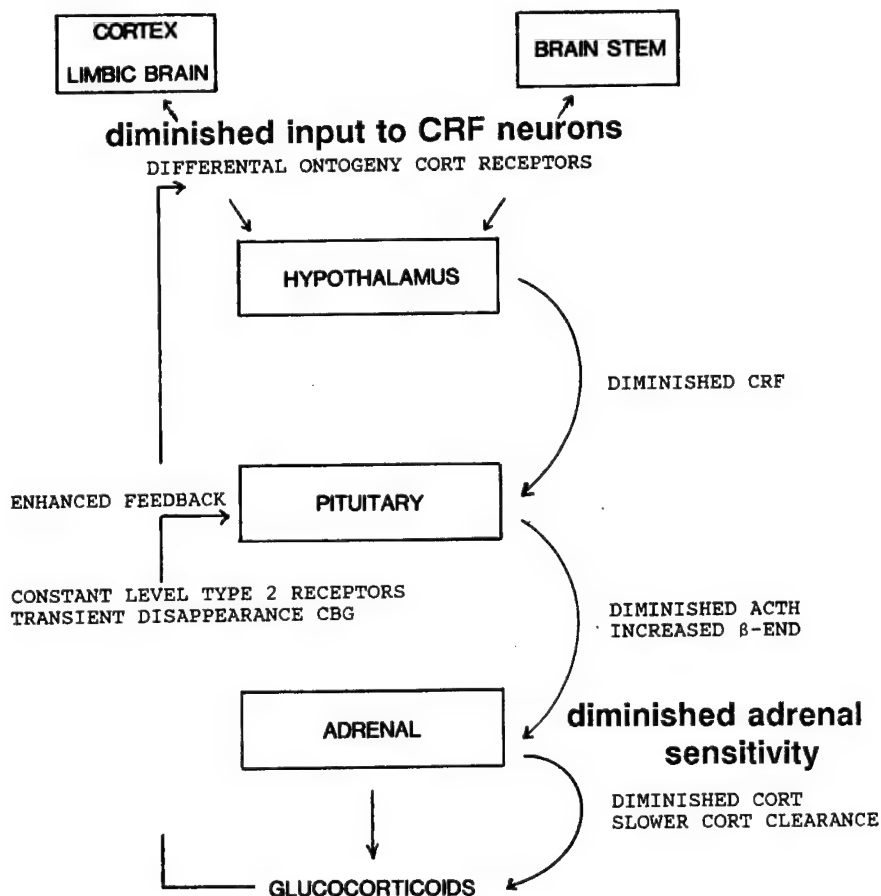 CORTEX
LIMBIC BRAIN
BRAIN STEM
diminished input to CRF neurons
DIFFERENTAL ONTOGENY CORT RECEPTORS
HYPOTHALAMUS
DIMINISHED CRF
ENHANCED FEEDBACK
PITUITARY
CONSTANT LEVEL TYPE 2 RECEPTORS
TRANSIENT DISAPPEARANCE CBG
DIMINISHED ACTH
INCREASED β-END
ADRENAL
diminished adrenal
sensitivity
DIMINISHED CORT
SLOWER CORT CLEARANCE
GLUCOCORTICOIDS